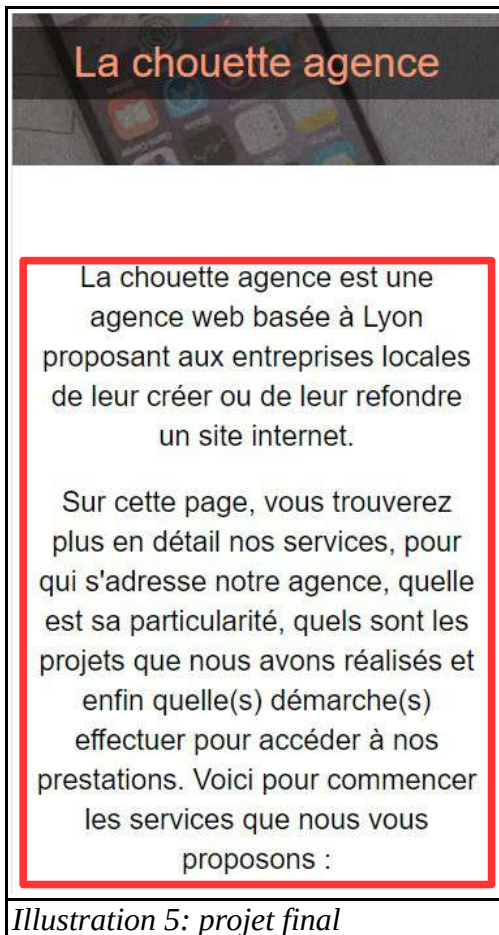 La chouette agence
La chouette agence est une
agence web basée à Lyon
proposant aux entreprises locales
de leur créer ou de leur refondre
un site internet.
Sur cette page, vous trouverez
plus en détail nos services, pour
qui s'adresse notre agence, quelle
est sa particularité, quels sont les
projets que nous avons réalisés et
enfin quelle(s) démarche(s)
effectuer pour accéder à nos
prestations. Voici pour commencer
les services que nous vous
proposons :
Illustration 5: projet final